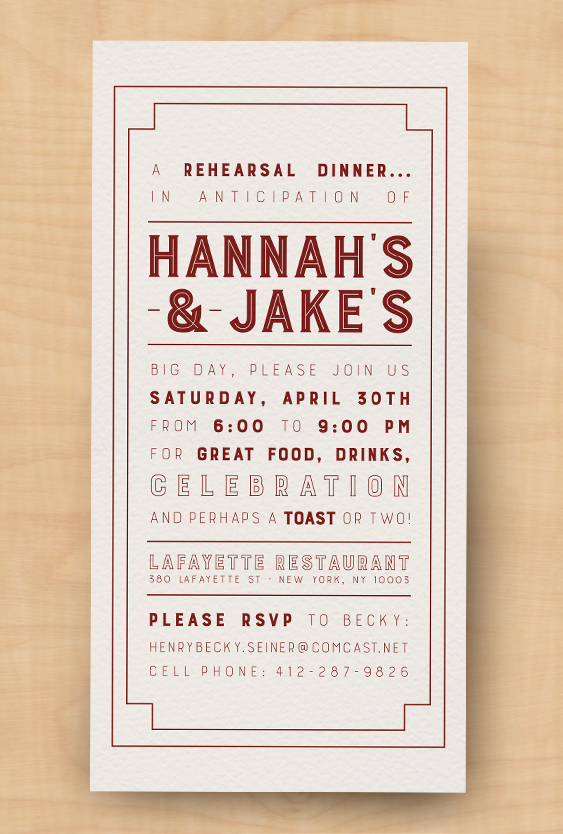 A REHEARSAL DINNER...
IN ANTICIPATION OF
HANNAH'S
-&-JAKE'S
BIG DAY, PLEASE JOIN US
SATURDAY, APRIL 30TH
FROM 6:00 TO 9:00 PM
FOR GREAT FOOD, DRINKS,
CELEBRATION
AND PERHAPS A TOAST OR TWO!
LAFAYETTE RESTAURANT
380 LAFAYETTE ST · NEW YORK, NY 10003
PLEASE RSVP TO BECKY:
HENRYBECKY.SEINER@COMCAST.NET
CELL PHONE: 412-287-9826